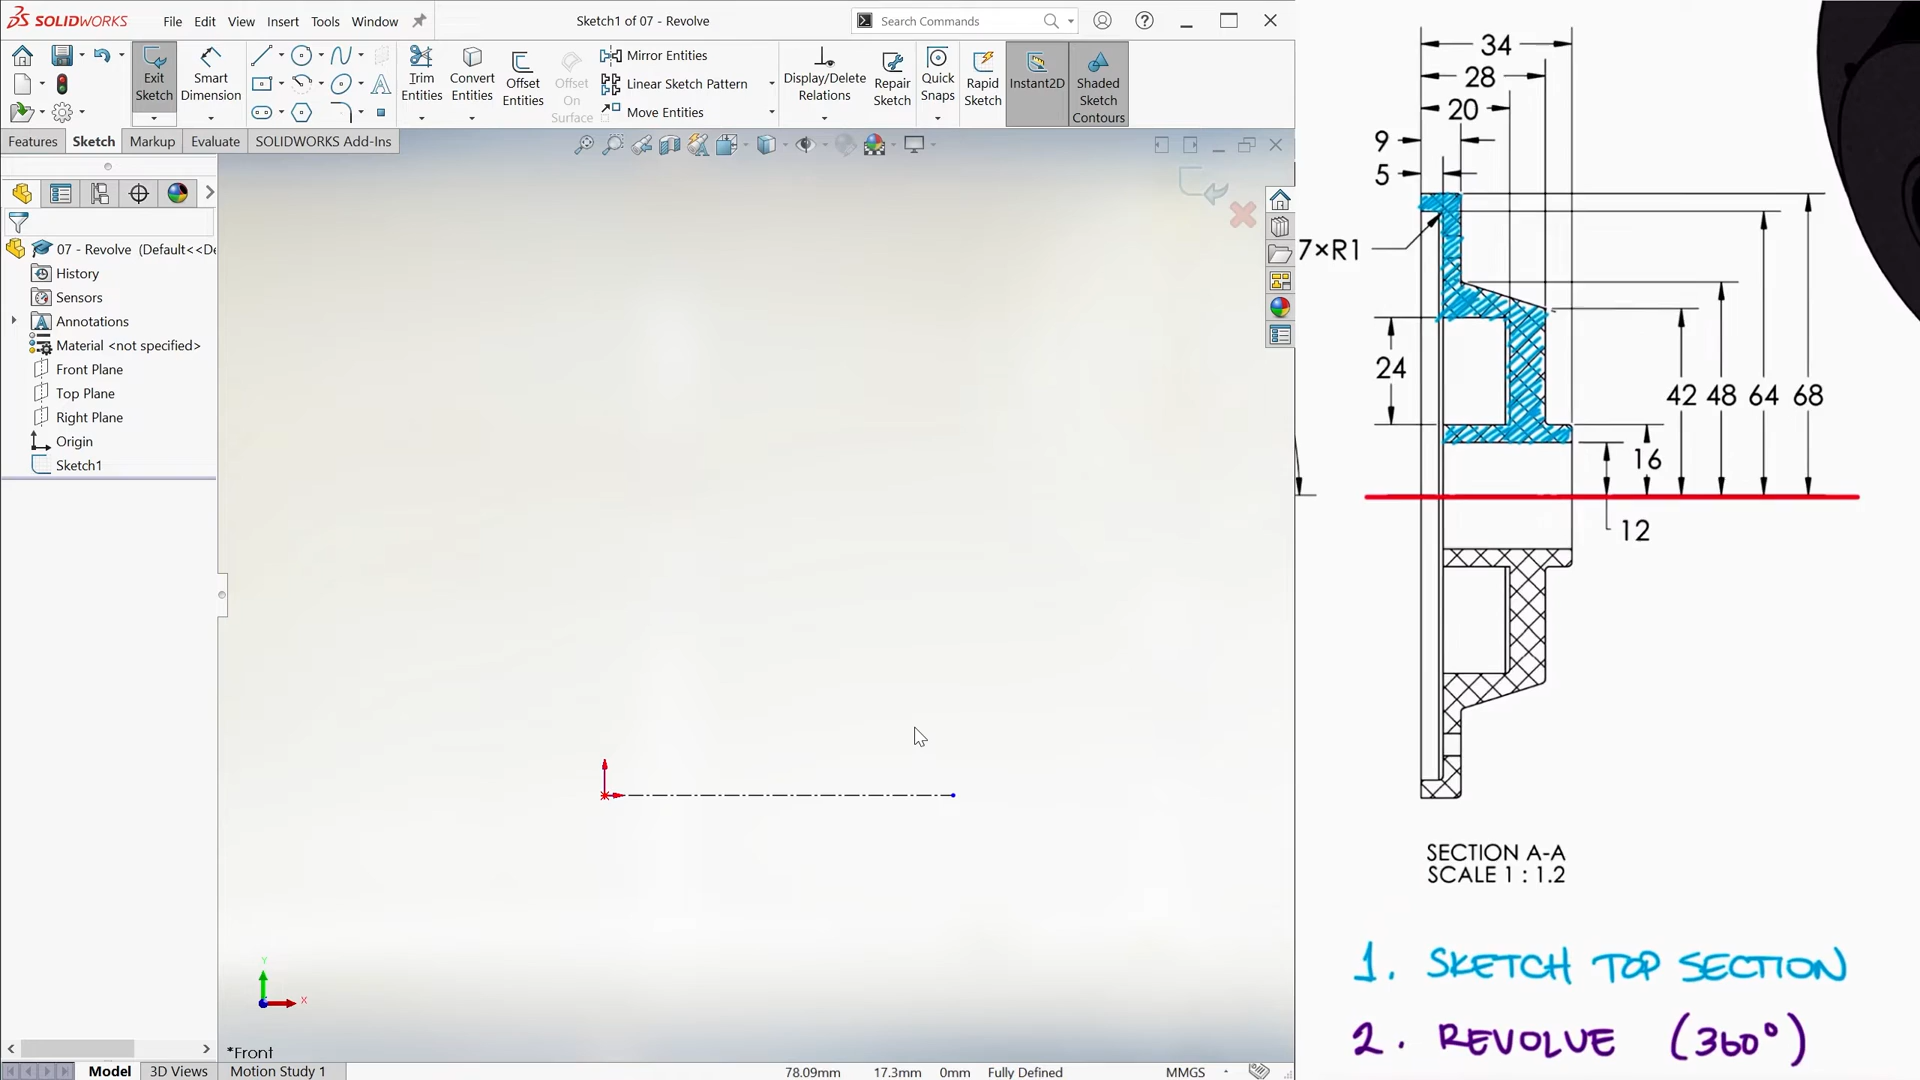 SOLIDWORKS File Edit View Insert Tools Window Sketch1 of 07 - Revolve Search Commands
Exit Sketch
Smart Dimension
Trim Entities
Convert Entities
Offset Entities
Offset On Surface
Mirror Entities
Linear Sketch Pattern
Move Entities
Display/Delete Relations
Repair Sketch
Quick Snaps
Rapid Sketch
Instant2D
Shaded Sketch Contours
Features Sketch Markup Evaluate SOLIDWORKS Add-Ins
07 - Revolve (Default<<De
History
Sensors
Annotations
Material <not specified>
Front Plane
Top Plane
Right Plane
Origin
Sketch1
Y
X
*Front
Model 3D Views Motion Study 1 78.09mm 17.3mm 0mm Fully Defined MMGS
34
28
20
9
5
7×R1
24
42 48 64 68
16
12
SECTION A-A
SCALE 1 : 1.2
1. SKETCH TOP SECTION
2. REVOLVE (360°)